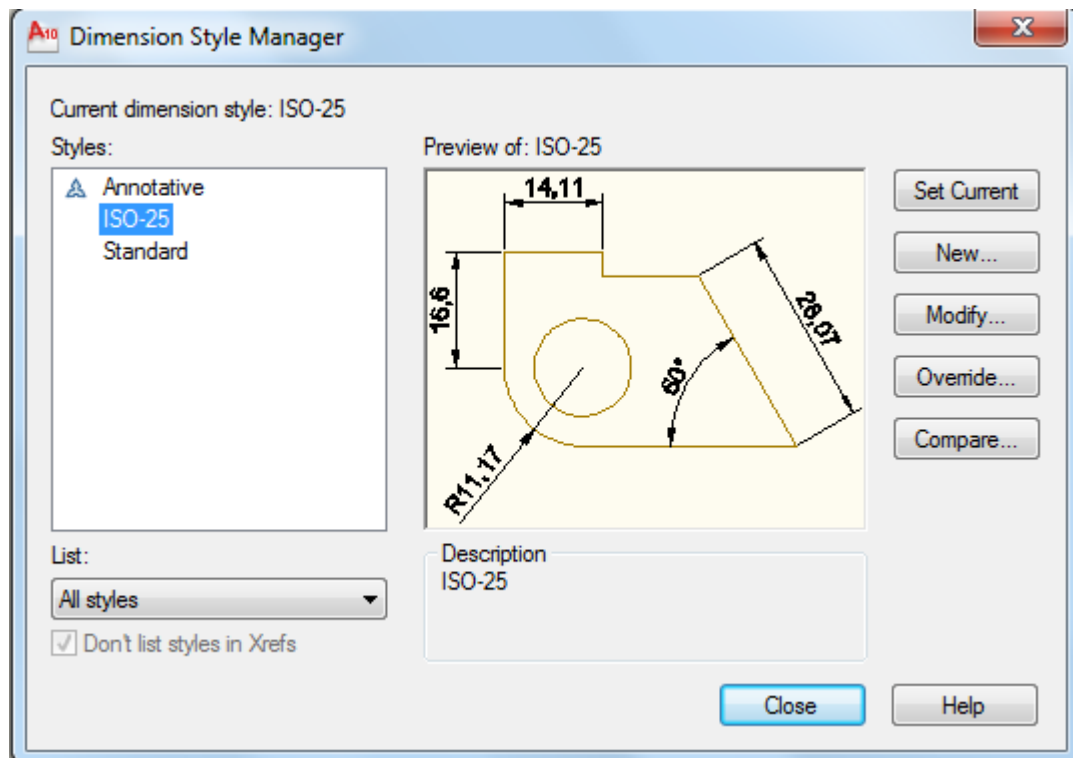 A10 Dimension Style Manager
Current dimension style: ISO-25
Styles:
Annotative
ISO-25
Standard
List:
All styles
Don't list styles in Xrefs
Preview of: ISO-25
14,11
16,6
28,07
60°
R11,17
Description
ISO-25
Set Current
New...
Modify...
Override...
Compare...
Close
Help